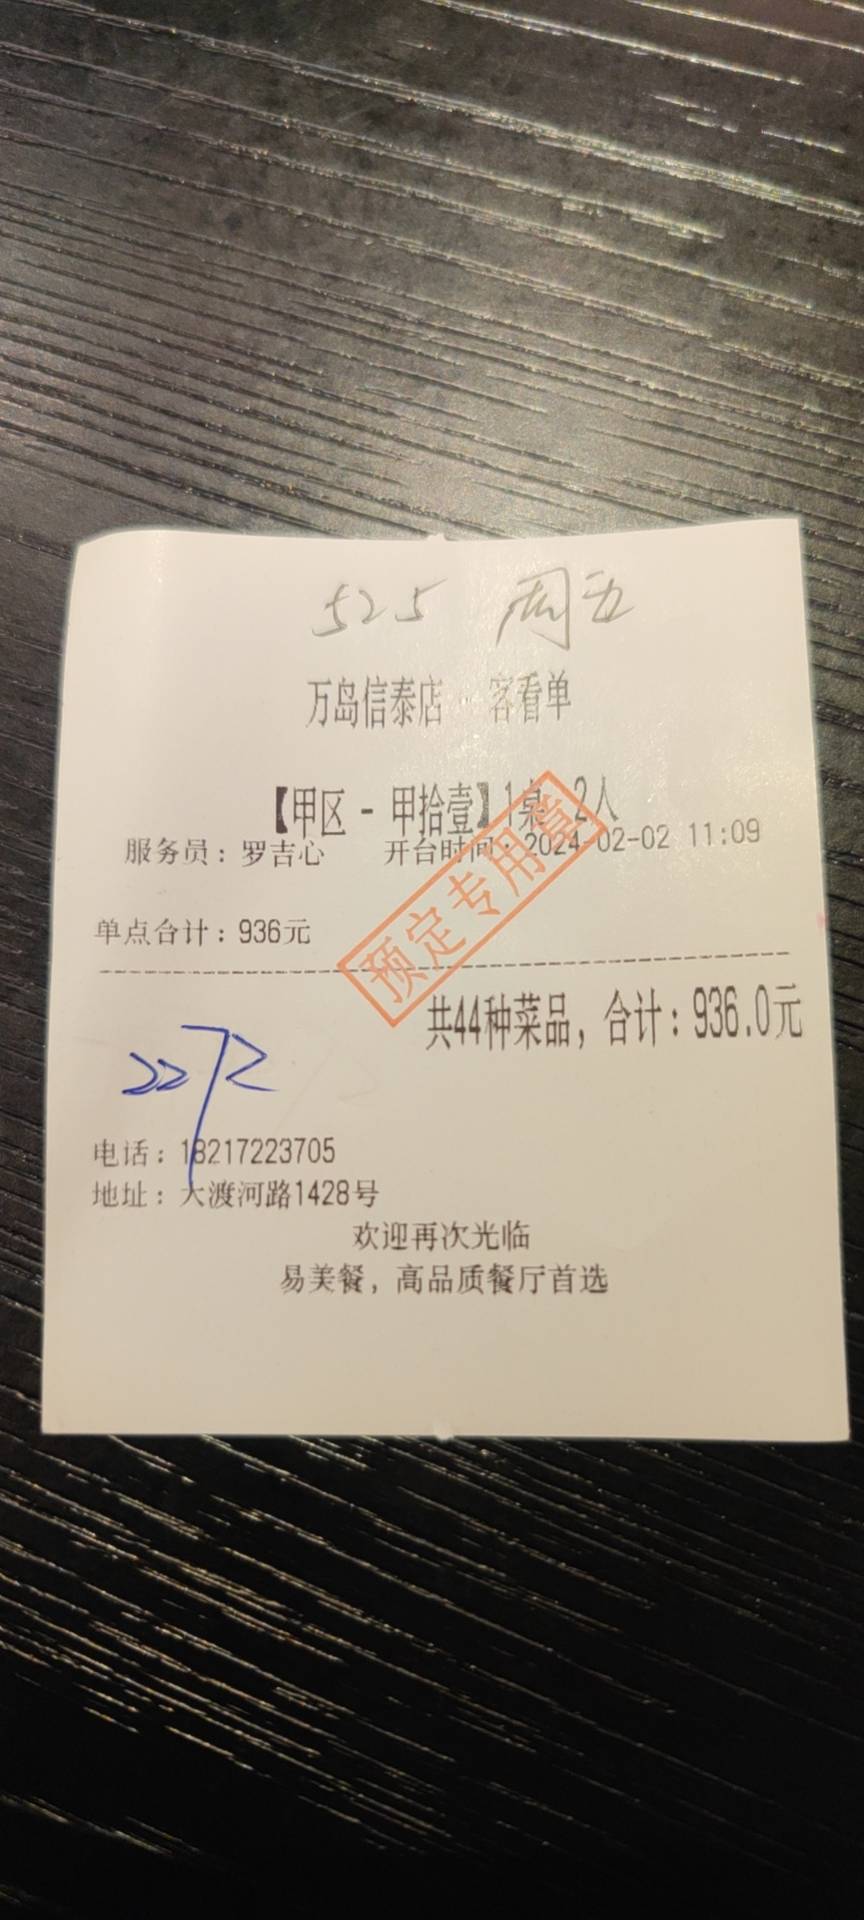 525 周五
万岛信泰店 - 客看单
【甲区 - 甲拾壹】1桌 2人
服务员：罗吉心 开台时间：2024-02-02 11:09
预定专用章
单点合计：936元
共44种菜品，合计：936.0元
2272
电话：18217223705
地址：大渡河路1428号
欢迎再次光临
易美餐，高品质餐厅首选